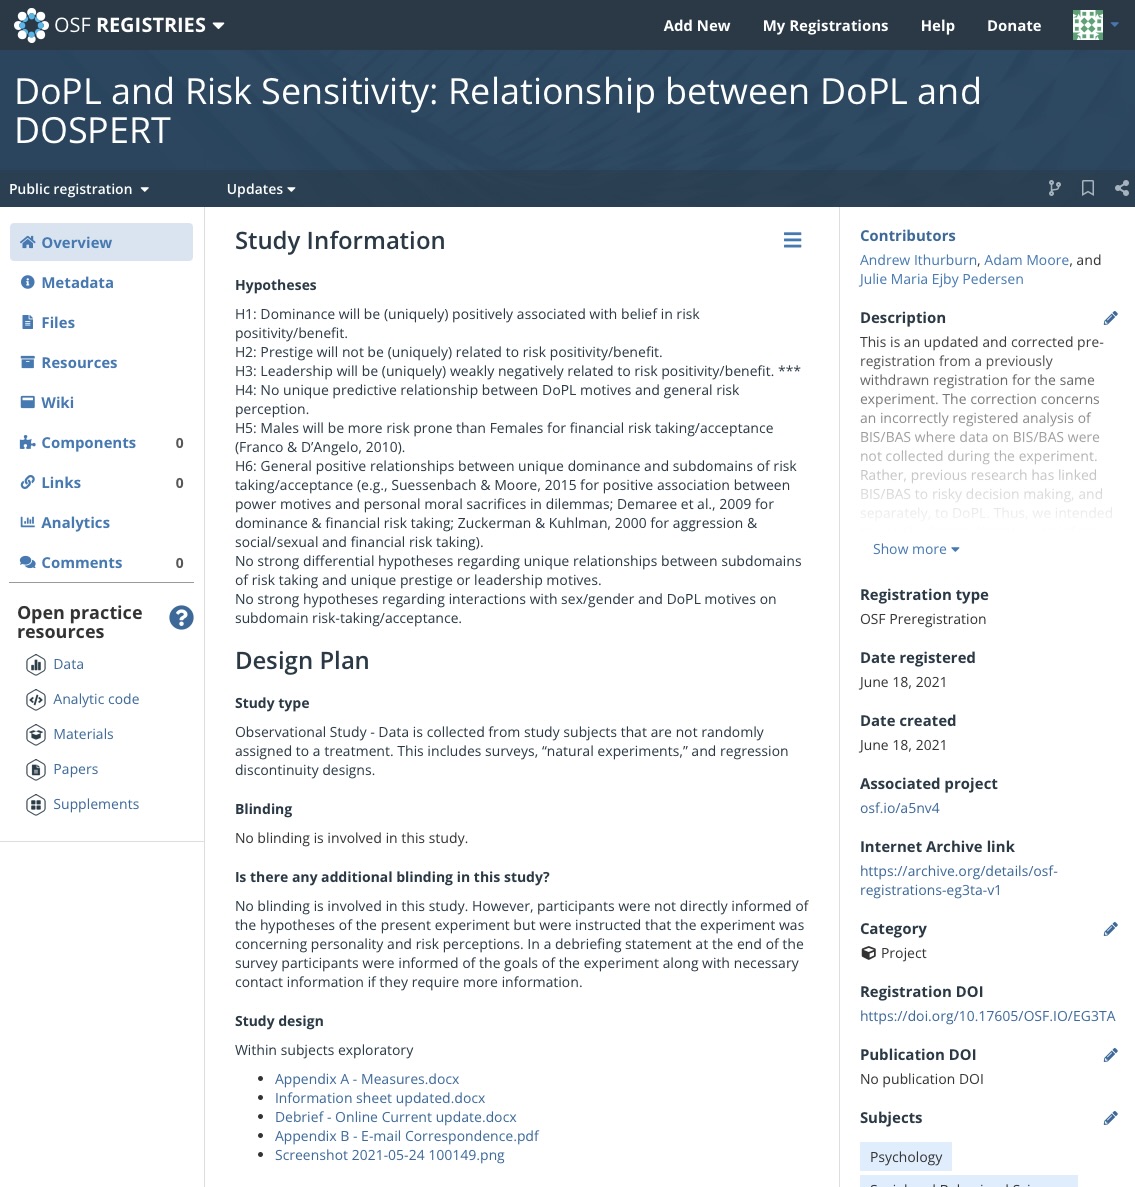 OSF REGISTRIES
Add New
My Registrations
Help
Donate
DoPL and Risk Sensitivity: Relationship between DoPL and
DOSPERT
Public registration
Updates
Overview
Metadata
Files
Resources
Wiki
Components 0
Links 0
Analytics
Comments 0
Open practice
resources
Data
Analytic code
Materials
Papers
Supplements
Study Information
Hypotheses
H1: Dominance will be (uniquely) positively associated with belief in risk
positivity/benefit.
H2: Prestige will not be (uniquely) related to risk positivity/benefit.
H3: Leadership will be (uniquely) weakly negatively related to risk positivity/benefit. ***
H4: No unique predictive relationship between DoPL motives and general risk
perception.
H5: Males will be more risk prone than Females for financial risk taking/acceptance
(Franco & D’Angelo, 2010).
H6: General positive relationships between unique dominance and subdomains of risk
taking/acceptance (e.g., Suessenbach & Moore, 2015 for positive association between
power motives and personal moral sacrifices in dilemmas; Demaree et al., 2009 for
dominance & financial risk taking; Zuckerman & Kuhlman, 2000 for aggression &
social/sexual and financial risk taking).
No strong differential hypotheses regarding unique relationships between subdomains
of risk taking and unique prestige or leadership motives.
No strong hypotheses regarding interactions with sex/gender and DoPL motives on
subdomain risk-taking/acceptance.
Design Plan
Study type
Observational Study - Data is collected from study subjects that are not randomly
assigned to a treatment. This includes surveys, “natural experiments,” and regression
discontinuity designs.
Blinding
No blinding is involved in this study.
Is there any additional blinding in this study?
No blinding is involved in this study. However, participants were not directly informed of
the hypotheses of the present experiment but were instructed that the experiment was
concerning personality and risk perceptions. In a debriefing statement at the end of the
survey participants were informed of the goals of the experiment along with necessary
contact information if they require more information.
Study design
Within subjects exploratory
Appendix A - Measures.docx
Information sheet updated.docx
Debrief - Online Current update.docx
Appendix B - E-mail Correspondence.pdf
Screenshot 2021-05-24 100149.png
Contributors
Andrew Ithurburn, Adam Moore, and
Julie Maria Ejby Pedersen
Description
This is an updated and corrected pre-
registration from a previously
withdrawn registration for the same
experiment. The correction concerns
an incorrectly registered analysis of
BIS/BAS where data on BIS/BAS were
not collected during the experiment.
Rather, previous research has linked
BIS/BAS to risky decision making, and
separately, to DoPL. Thus, we intended
Show more
Registration type
OSF Preregistration
Date registered
June 18, 2021
Date created
June 18, 2021
Associated project
osf.io/a5nv4
Internet Archive link
https://archive.org/details/osf-
registrations-eg3ta-v1
Category
Project
Registration DOI
https://doi.org/10.17605/OSF.IO/EG3TA
Publication DOI
No publication DOI
Subjects
Psychology